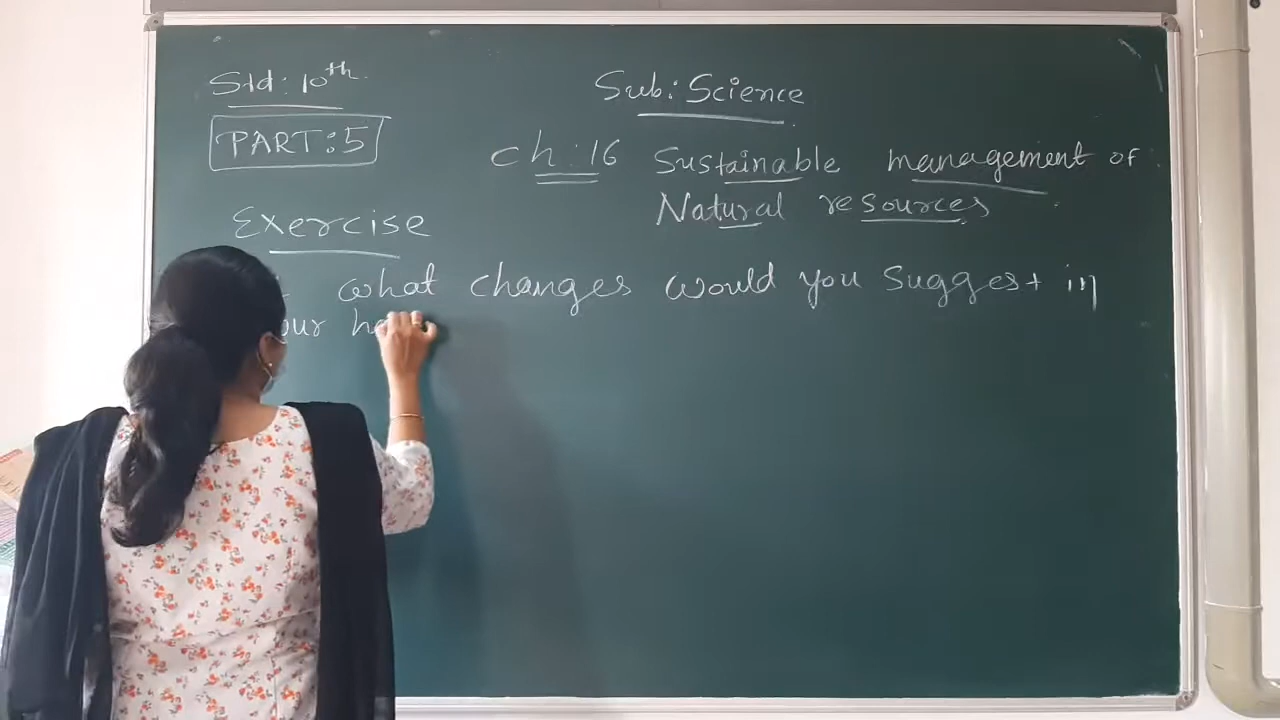 Std: 10th
Sub: Science
PART: 5
Ch: 16 Sustainable management of
Natural resources
Exercise
what changes would you suggest in